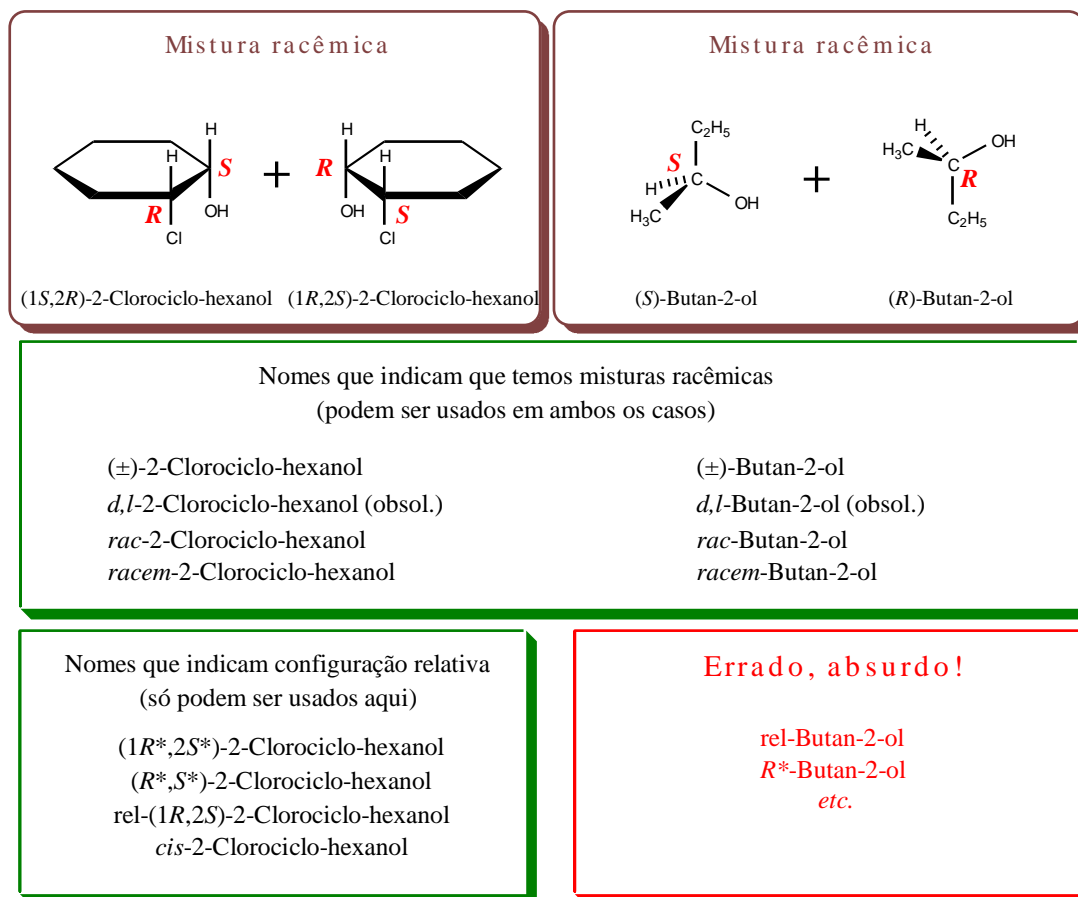 Mistura racêmica
H
H
S
R
OH
Cl
+
H
H
R
OH
S
Cl
(1S,2R)-2-Clorociclo-hexanol (1R,2S)-2-Clorociclo-hexanol
Mistura racêmica
C2H5
S
H
C
H3C
OH
+
H
OH
H3C
C
R
C2H5
(S)-Butan-2-ol (R)-Butan-2-ol
Nomes que indicam que temos misturas racêmicas
(podem ser usados em ambos os casos)
(±)-2-Clorociclo-hexanol
d,l-2-Clorociclo-hexanol (obsol.)
rac-2-Clorociclo-hexanol
racem-2-Clorociclo-hexanol
(±)-Butan-2-ol
d,l-Butan-2-ol (obsol.)
rac-Butan-2-ol
racem-Butan-2-ol
Nomes que indicam configuração relativa
(só podem ser usados aqui)
(1R*,2S*)-2-Clorociclo-hexanol
(R*,S*)-2-Clorociclo-hexanol
rel-(1R,2S)-2-Clorociclo-hexanol
cis-2-Clorociclo-hexanol
Errado, absurdo!
rel-Butan-2-ol
R*-Butan-2-ol
etc.